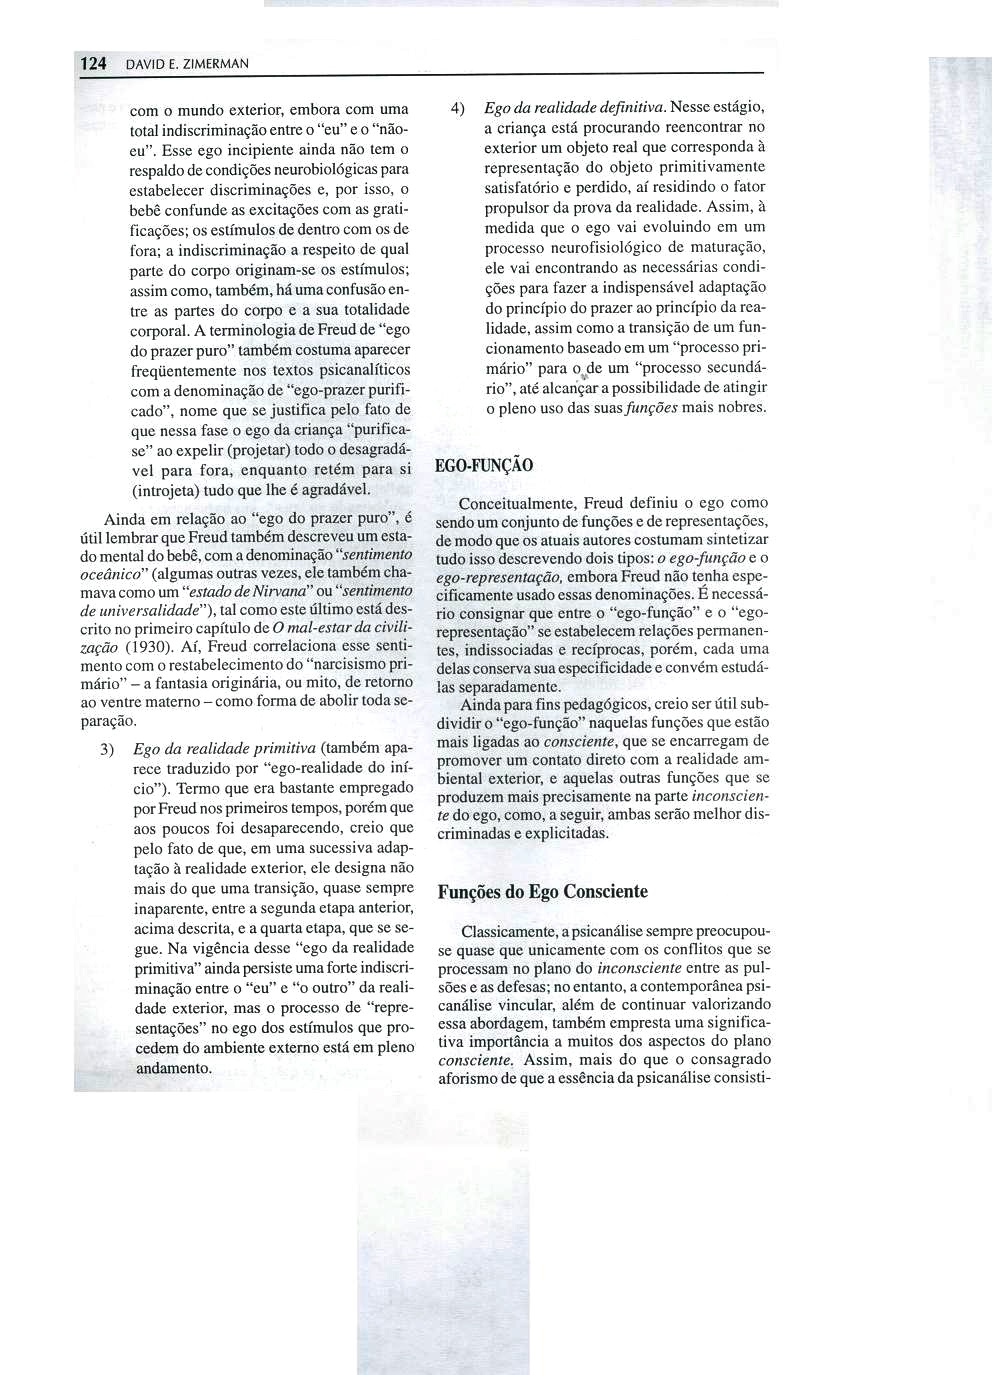 124 DAVID E. ZIMERMAN
com o mundo exterior, embora com uma
total indiscriminação entre o “eu” e o “não-
eu”. Esse ego incipiente ainda não tem o
respaldo de condições neurobiológicas para
estabelecer discriminações e, por isso, o
bebê confunde as excitações com as grati-
ficações; os estímulos de dentro com os de
fora; a indiscriminação a respeito de qual
parte do corpo originam-se os estímulos;
assim como, também, há uma confusão en-
tre as partes do corpo e a sua totalidade
corporal. A terminologia de Freud de “ego
do prazer puro” também costuma aparecer
freqüentemente nos textos psicanalíticos
com a denominação de “ego-prazer purifi-
cado”, nome que se justifica pelo fato de
que nessa fase o ego da criança “purifica-
se” ao expelir (projetar) todo o desagradá-
vel para fora, enquanto retém para si
(introjeta) tudo que lhe é agradável.
Ainda em relação ao “ego do prazer puro”, é
útil lembrar que Freud também descreveu um esta-
do mental do bebê, com a denominação “sentimento
oceânico” (algumas outras vezes, ele também cha-
mava como um “estado de Nirvana” ou “sentimento
de universalidade”), tal como este último está des-
crito no primeiro capítulo de O mal-estar da civili-
zação (1930). Aí, Freud correlaciona esse senti-
mento com o restabelecimento do “narcisismo pri-
mário” – a fantasia originária, ou mito, de retorno
ao ventre materno – como forma de abolir toda se-
paração.
3) Ego da realidade primitiva (também apa-
rece traduzido por “ego-realidade do iní-
cio”). Termo que era bastante empregado
por Freud nos primeiros tempos, porém que
aos poucos foi desaparecendo, creio que
pelo fato de que, em uma sucessiva adap-
tação à realidade exterior, ele designa não
mais do que uma transição, quase sempre
inaparente, entre a segunda etapa anterior,
acima descrita, e a quarta etapa, que se se-
gue. Na vigência desse “ego da realidade
primitiva” ainda persiste uma forte indiscri-
minação entre o “eu” e “o outro” da reali-
dade exterior, mas o processo de “repre-
sentações” no ego dos estímulos que pro-
cedem do ambiente externo está em pleno
andamento.
4) Ego da realidade definitiva. Nesse estágio,
a criança está procurando reencontrar no
exterior um objeto real que corresponda à
representação do objeto primitivamente
satisfatório e perdido, aí residindo o fator
propulsor da prova da realidade. Assim, à
medida que o ego vai evoluindo em um
processo neurofisiológico de maturação,
ele vai encontrando as necessárias condi-
ções para fazer a indispensável adaptação
do princípio do prazer ao princípio da rea-
lidade, assim como a transição de um fun-
cionamento baseado em um “processo pri-
mário” para o de um “processo secundá-
rio”, até alcançar a possibilidade de atingir
o pleno uso das suas funções mais nobres.
EGO-FUNÇÃO
Conceitualmente, Freud definiu o ego como
sendo um conjunto de funções e de representações,
de modo que os atuais autores costumam sintetizar
tudo isso descrevendo dois tipos: o ego-função e o
ego-representação, embora Freud não tenha espe-
cificamente usado essas denominações. É necessá-
rio consignar que entre o “ego-função” e o “ego-
representação” se estabelecem relações permanen-
tes, indissociadas e recíprocas, porém, cada uma
delas conserva sua especificidade e convém estudá-
las separadamente.
Ainda para fins pedagógicos, creio ser útil sub-
dividir o “ego-função” naquelas funções que estão
mais ligadas ao consciente, que se encarregam de
promover um contato direto com a realidade am-
biental exterior, e aquelas outras funções que se
produzem mais precisamente na parte inconscien-
te do ego, como, a seguir, ambas serão melhor dis-
criminadas e explicitadas.
Funções do Ego Consciente
Classicamente, a psicanálise sempre preocupou-
se quase que unicamente com os conflitos que se
processam no plano do inconsciente entre as pul-
sões e as defesas; no entanto, a contemporânea psi-
canálise vincular, além de continuar valorizando
essa abordagem, também empresta uma significa-
tiva importância a muitos dos aspectos do plano
consciente. Assim, mais do que o consagrado
aforismo de que a essência da psicanálise consisti-